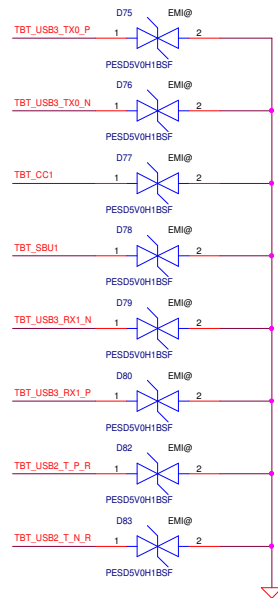 D75 EMI@
TBT_USB3_TX0_P 1 2
PESD5V0H1BSF
D76 EMI@
TBT_USB3_TX0_N 1 2
PESD5V0H1BSF
D77 EMI@
TBT_CC1 1 2
PESD5V0H1BSF
D78 EMI@
TBT_SBU1 1 2
PESD5V0H1BSF
D79 EMI@
TBT_USB3_RX1_N 1 2
PESD5V0H1BSF
D80 EMI@
TBT_USB3_RX1_P 1 2
PESD5V0H1BSF
D82 EMI@
TBT_USB2_T_P_R 1 2
PESD5V0H1BSF
D83 EMI@
TBT_USB2_T_N_R 1 2
PESD5V0H1BSF